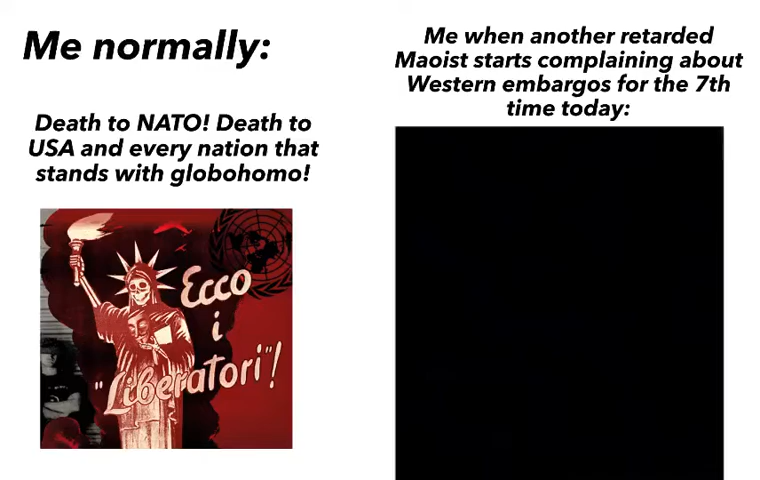 Me normally:
Death to NATO! Death to
USA and every nation that
stands with globohomo!
Ecco
i
"Liberatori"!
Me when another retarded
Maoist starts complaining about
Western embargos for the 7th
time today: